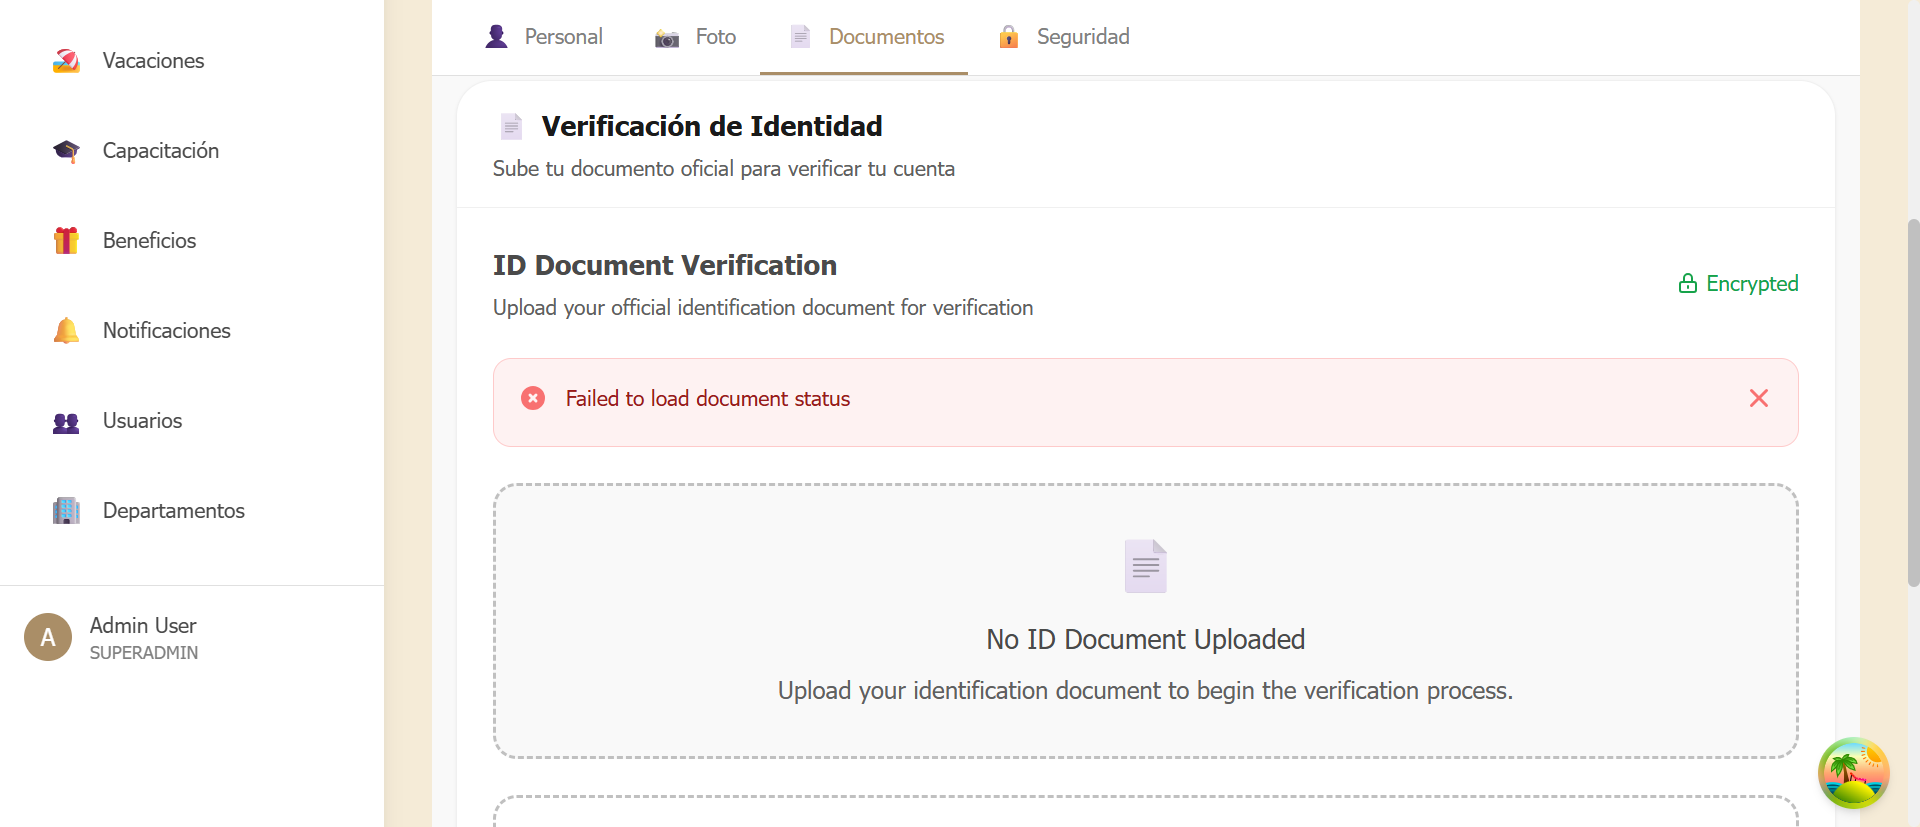 Vacaciones
Capacitación
Beneficios
Notificaciones
Usuarios
Departamentos
A
Admin User
SUPERADMIN
Personal
Foto
Documentos
Seguridad
Verificación de Identidad
Sube tu documento oficial para verificar tu cuenta
ID Document Verification
Upload your official identification document for verification
Encrypted
Failed to load document status
No ID Document Uploaded
Upload your identification document to begin the verification process.